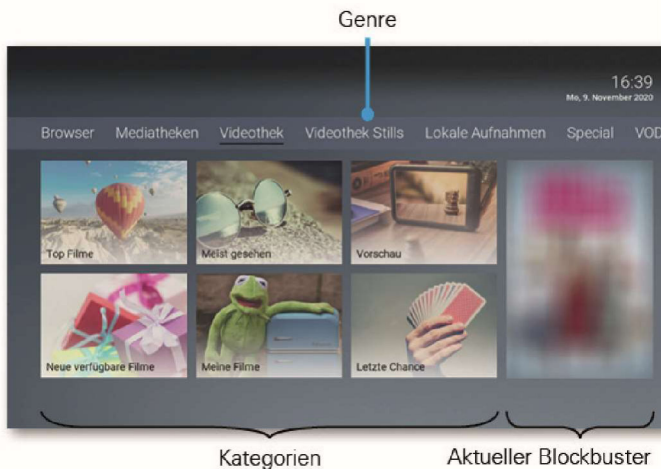 Genre
16:39
Mo, 9. November 2020
Browser Mediatheken Videothek Videothek Stills Lokale Aufnahmen Special VOD
Top Filme Meist gesehen Vorschau
Neue verfügbare Filme Meine Filme Letzte Chance
Kategorien Aktueller Blockbuster